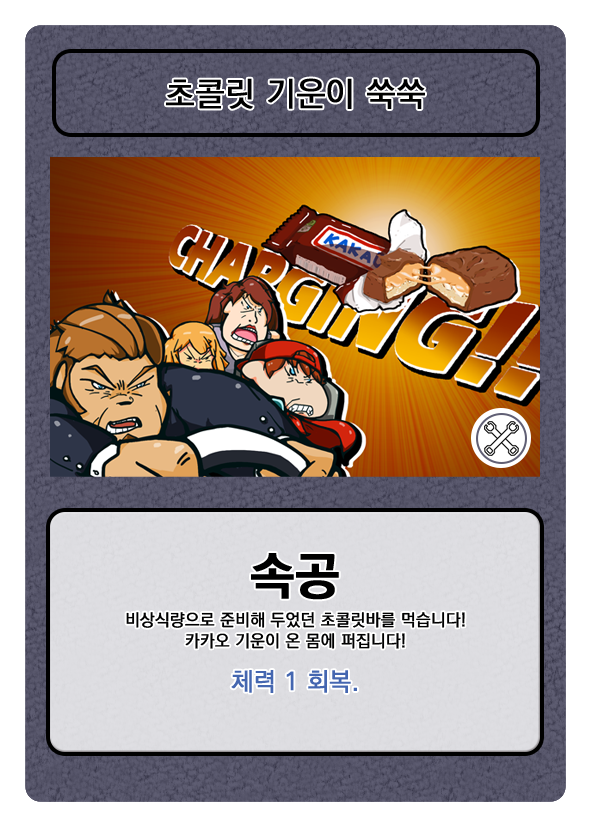 초콜릿 기운이 쑥쑥
KAKAU
CHARGING!!
속공
비상식량으로 준비해 두었던 초콜릿바를 먹습니다!
카카오 기운이 온 몸에 퍼집니다!
체력 1 회복.